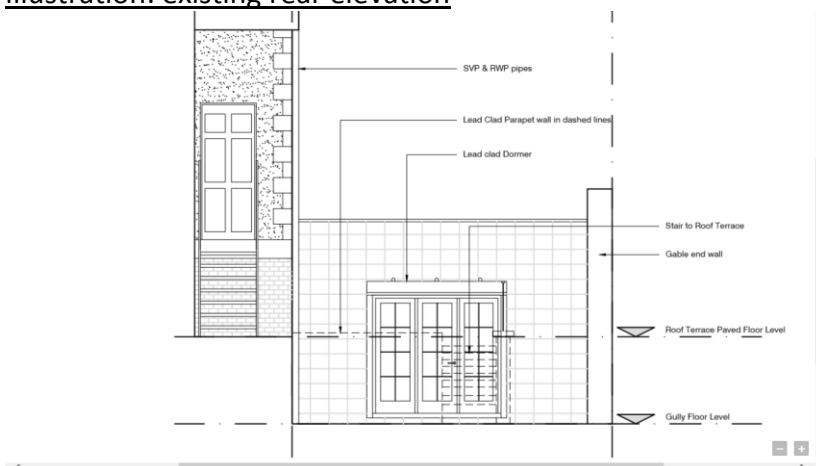 Illustration: existing rear elevation
SVP & RWP pipes
Lead Clad Parapet wall in dashed lines
Lead clad Dormer
Stair to Roof Terrace
Gable end wall
Roof Terrace Paved Floor Level
Gully Floor Level